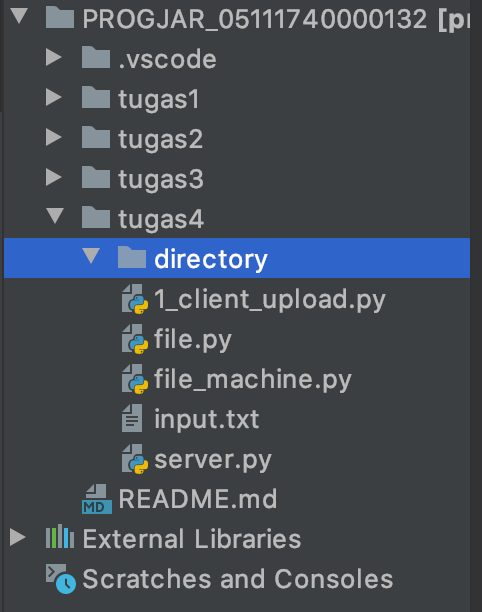 PROGJAR_05111740000132 [pr
.vscode
tugas1
tugas2
tugas3
tugas4
directory
1_client_upload.py
file.py
file_machine.py
input.txt
server.py
MD README.md
External Libraries
Scratches and Consoles